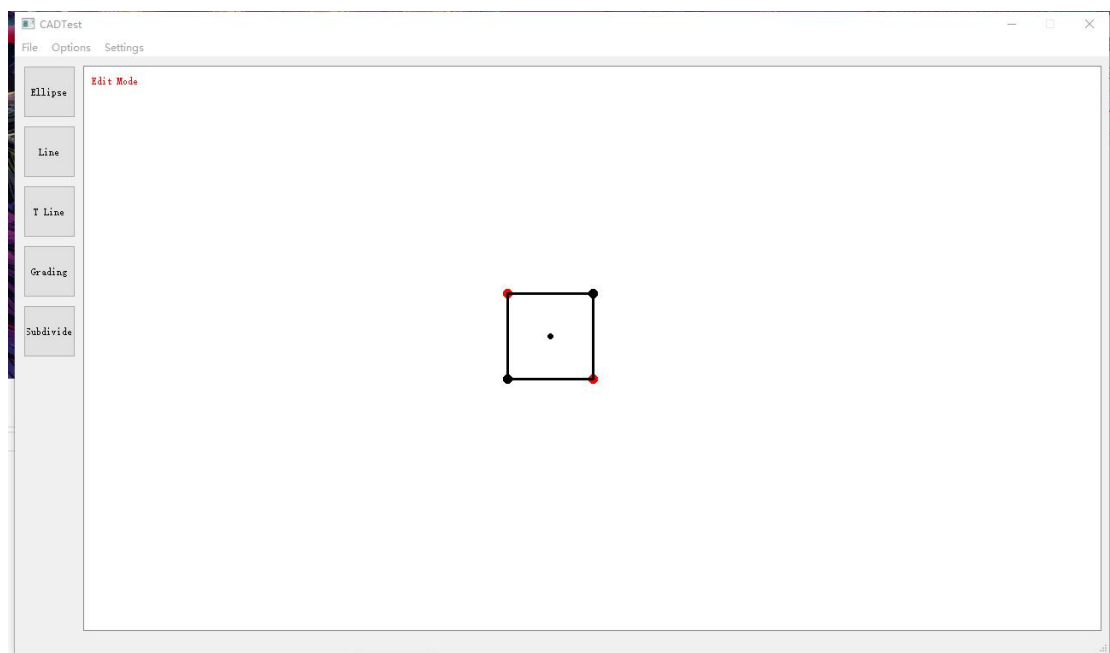 CADTest
File Options Settings
Edit Mode
Ellipse
Line
T Line
Grading
Subdivide